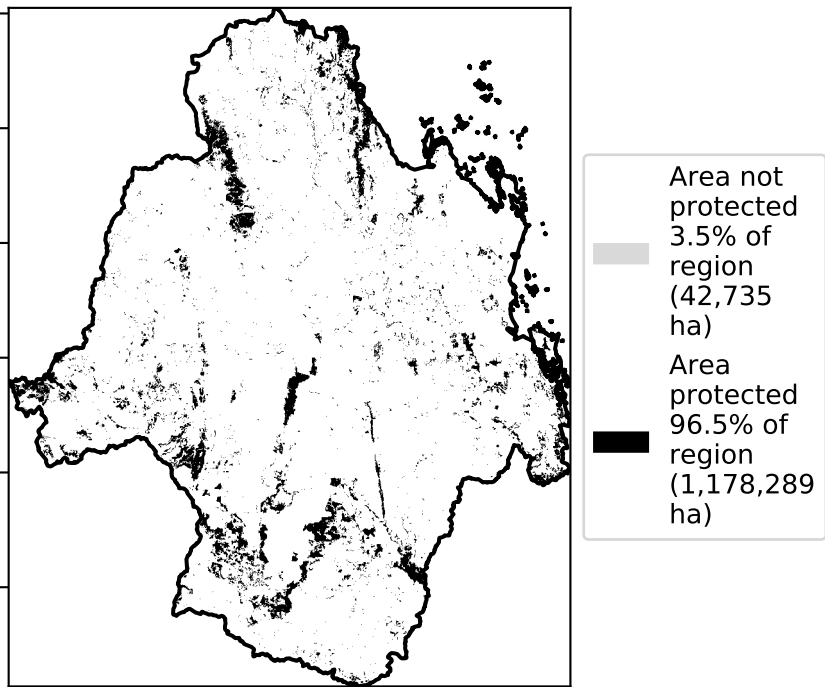 Area not
protected
3.5% of
region
(42,735
ha)
Area
protected
96.5% of
region
(1,178,289
ha)